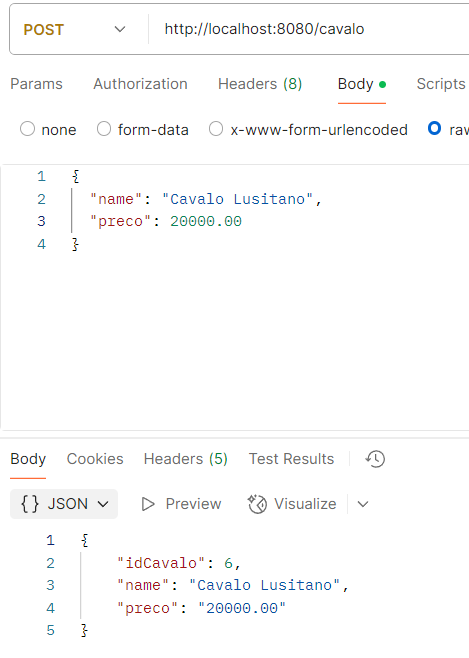 POST http://localhost:8080/cavalo
Params Authorization Headers (8) Body Scripts
none form-data x-www-form-urlencoded raw
1 {
2 "name": "Cavalo Lusitano",
3 "preco": 20000.00
4 }
Body Cookies Headers (5) Test Results
{} JSON Preview Visualize
1 {
2 "idCavalo": 6,
3 "name": "Cavalo Lusitano",
4 "preco": "20000.00"
5 }